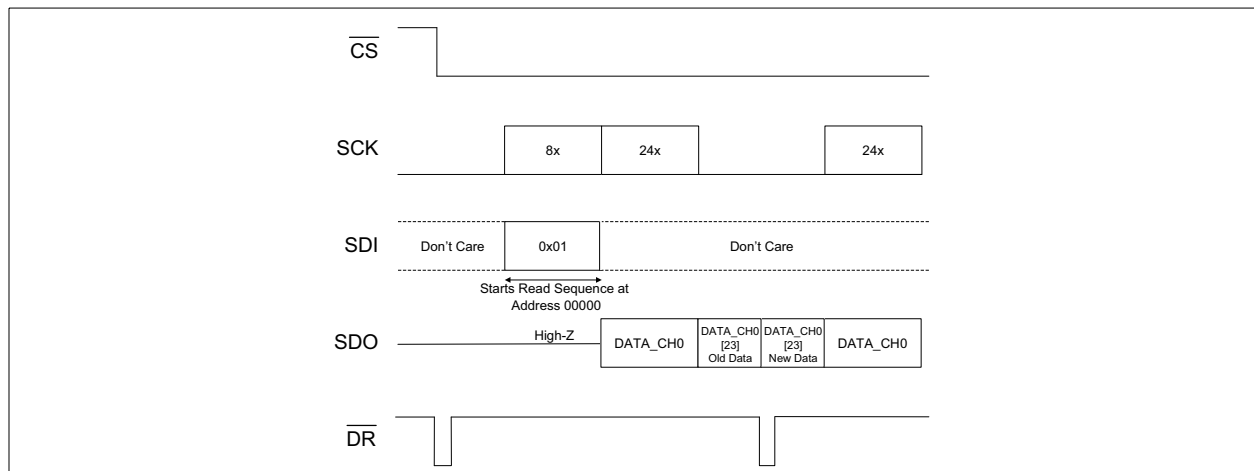 CS
SCK
8x
24x
24x
SDI
Don't Care
0x01
Don't Care
Starts Read Sequence at
Address 00000
SDO
High-Z
DATA_CH0
DATA_CH0
[23]
Old Data
DATA_CH0
[23]
New Data
DATA_CH0
DR